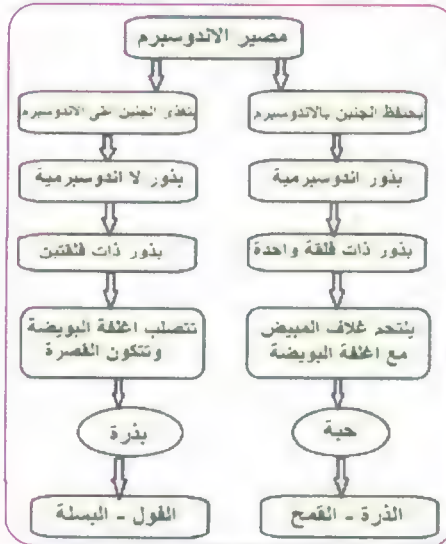 مصير الاندوسبرم
يحتفظ الجنين بالاندوسبرم
يتغذى الجنين على الاندوسبرم
بذور اندوسبرمية
بذور لا اندوسبرمية
بذور ذات فلقة واحدة
بذور ذات فلقتين
يلتحم غلاف المبيض
مع اغلفة البويضة
تتصلب اغلفة البويضة
وتتكون القصرة
حبة
بذرة
الذرة - القمح
الفول - البسلة